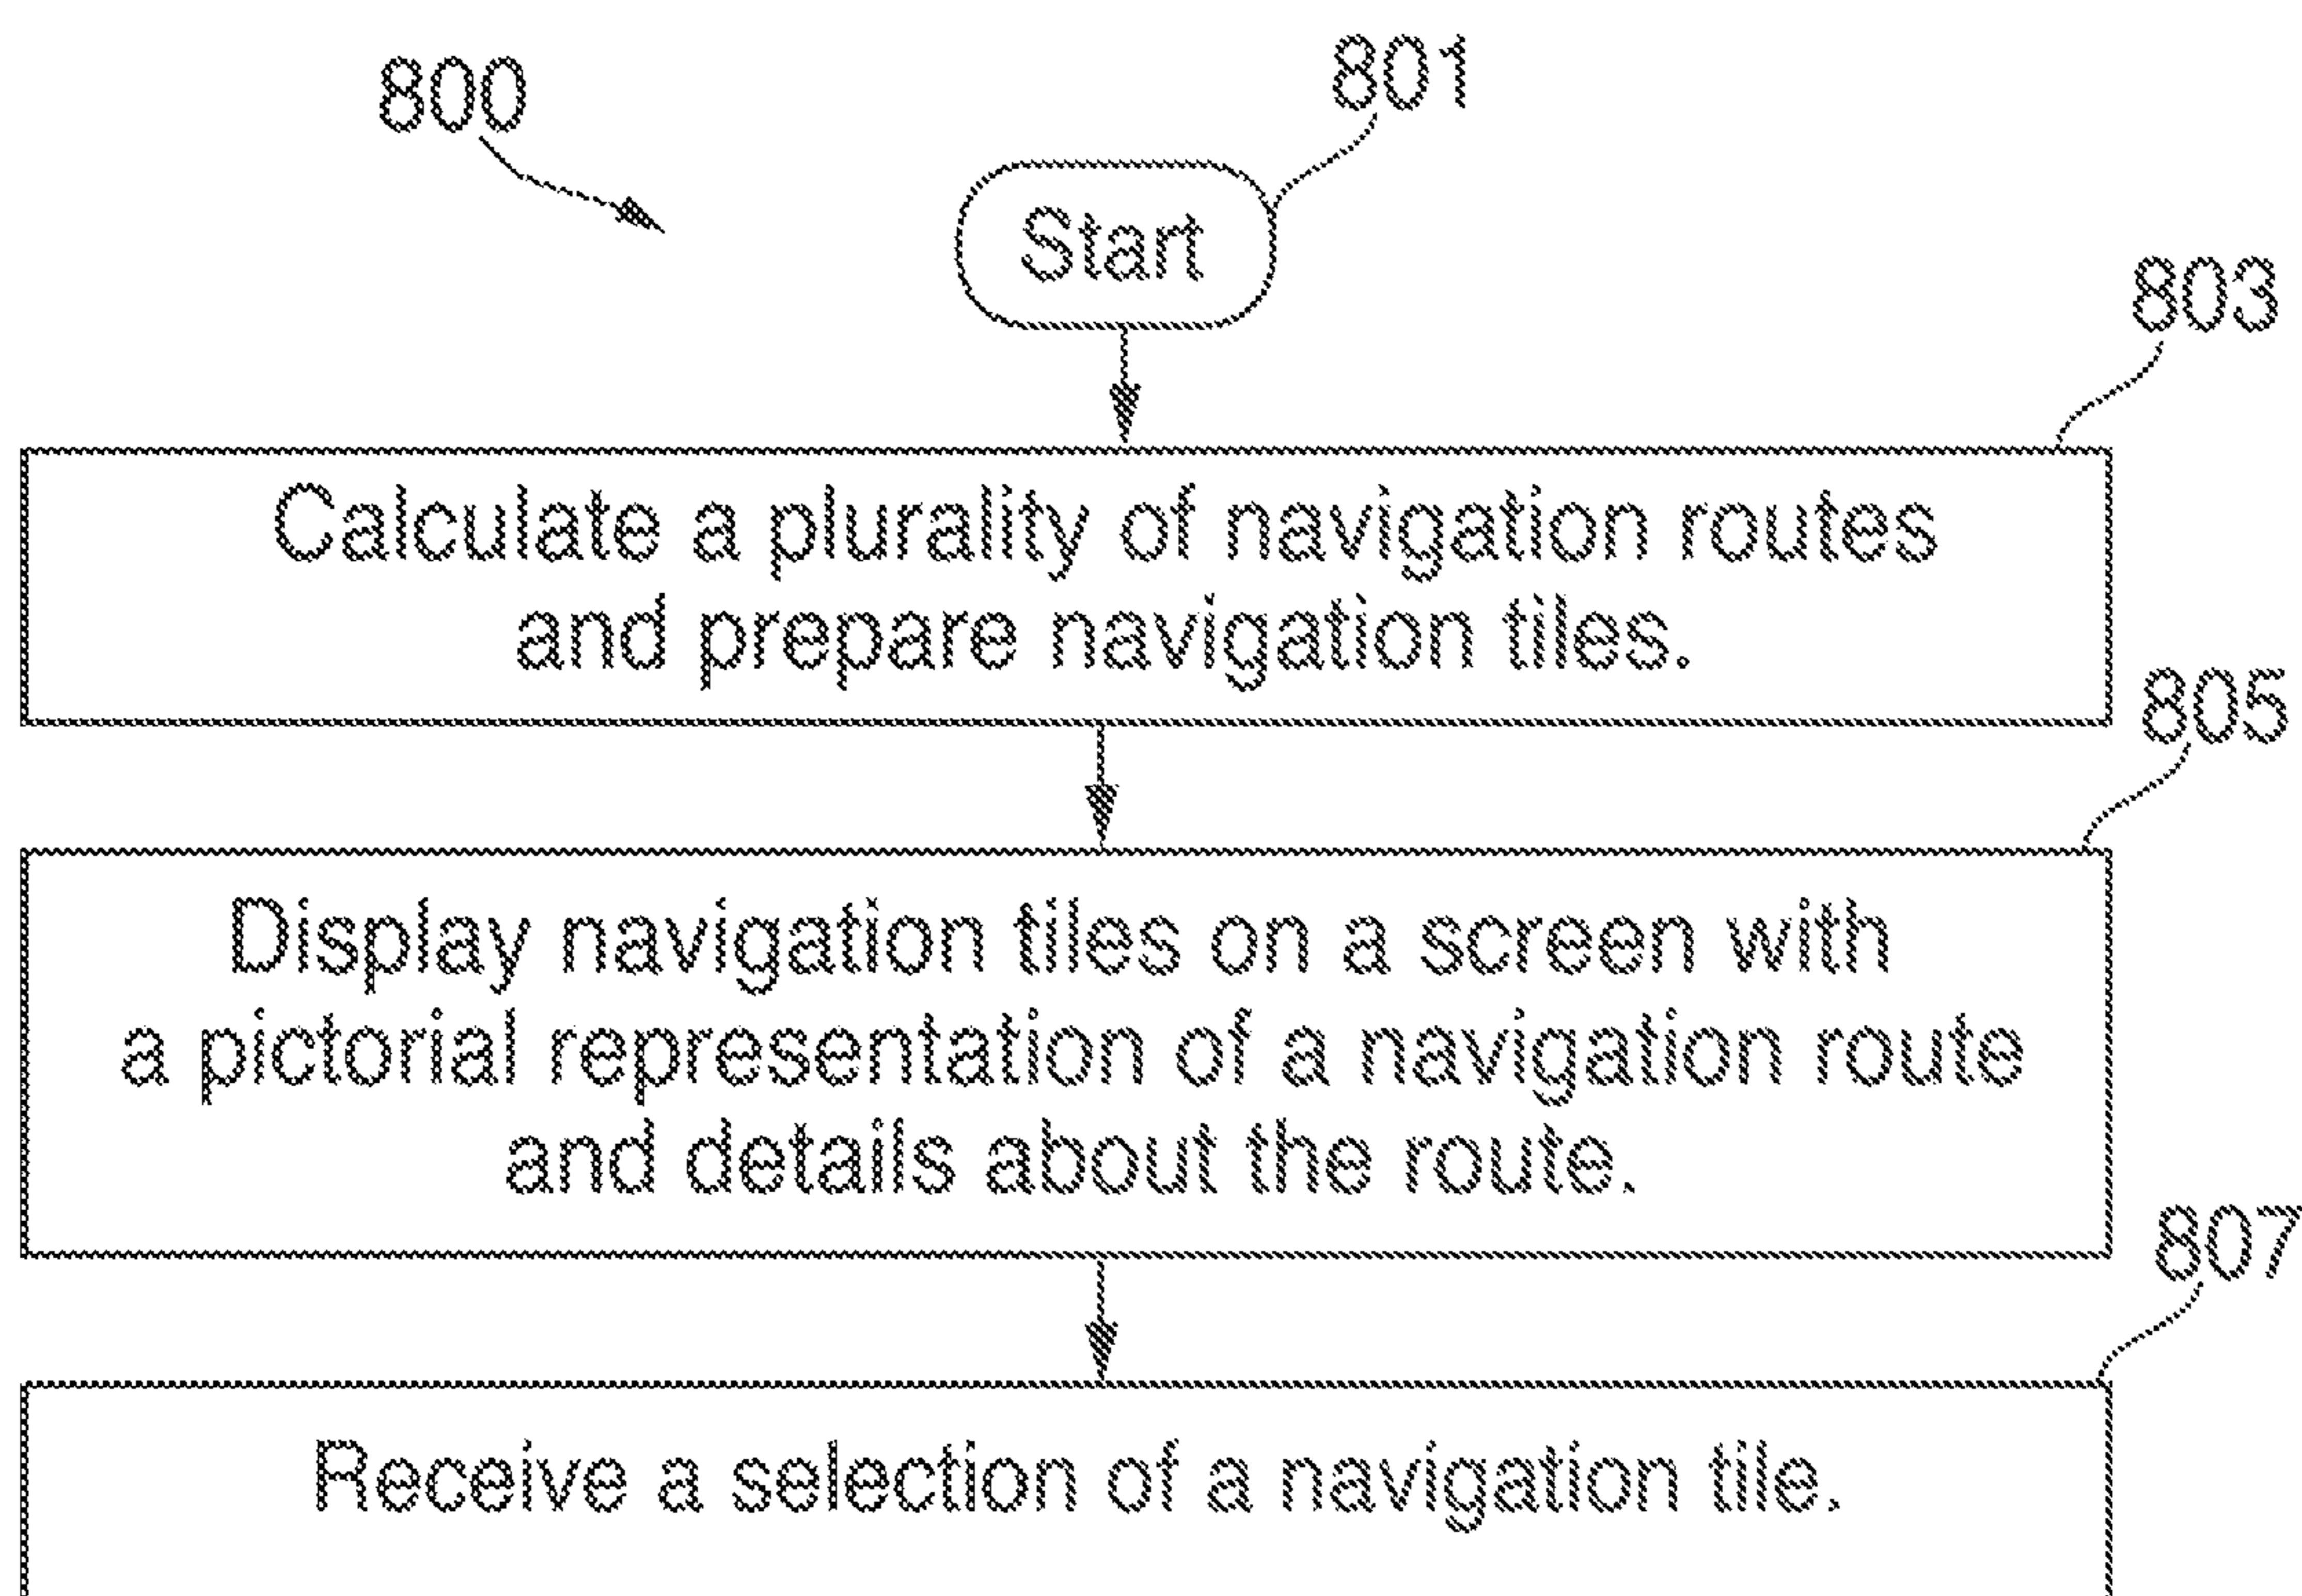 800
801
Start
803
Calculate a plurality of navigation routes
and prepare navigation tiles.
805
Display navigation tiles on a screen with
a pictorial representation of a navigation route
and details about the route.
807
Receive a selection of a navigation tile.